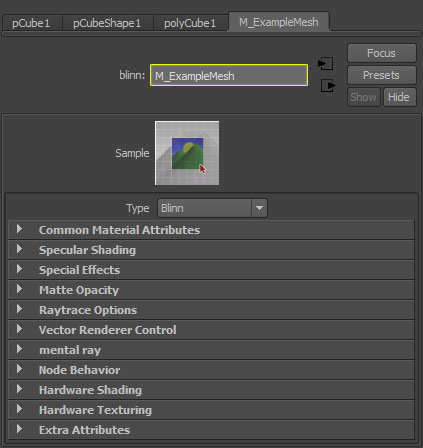 pCube1 pCubeShape1 polyCube1 M_ExampleMesh
Focus
blinn: M_ExampleMesh
Presets
Show Hide
Sample
Type Blinn
Common Material Attributes
Specular Shading
Special Effects
Matte Opacity
Raytrace Options
Vector Renderer Control
mental ray
Node Behavior
Hardware Shading
Hardware Texturing
Extra Attributes